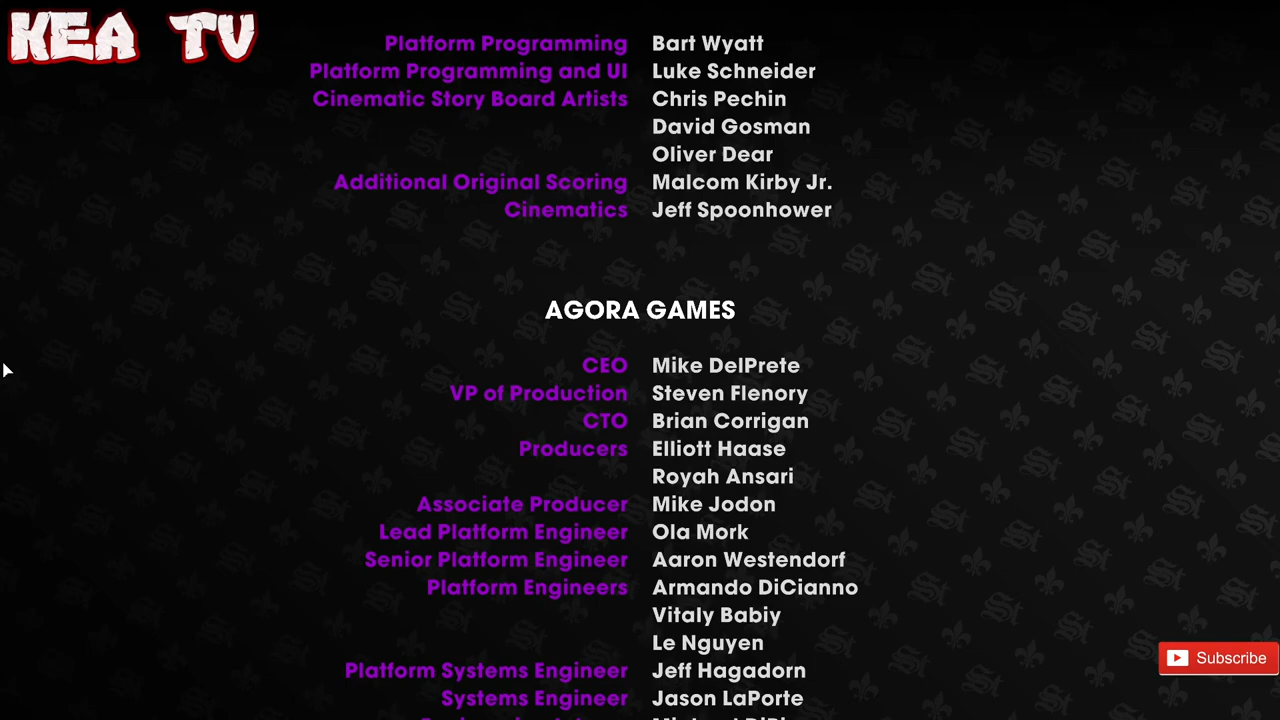 KEA TV
Platform Programming Bart Wyatt
Platform Programming and UI Luke Schneider
Cinematic Story Board Artists Chris Pechin
David Gosman
Oliver Dear
Additional Original Scoring Malcom Kirby Jr.
Cinematics Jeff Spoonhower
AGORA GAMES
CEO Mike DelPrete
VP of Production Steven Flenory
CTO Brian Corrigan
Producers Elliott Haase
Royah Ansari
Associate Producer Mike Jodon
Lead Platform Engineer Ola Mork
Senior Platform Engineer Aaron Westendorf
Platform Engineers Armando DiCianno
Vitaly Babiy
Le Nguyen
Platform Systems Engineer Jeff Hagadorn
Subscribe
Systems Engineer Jason LaPorte